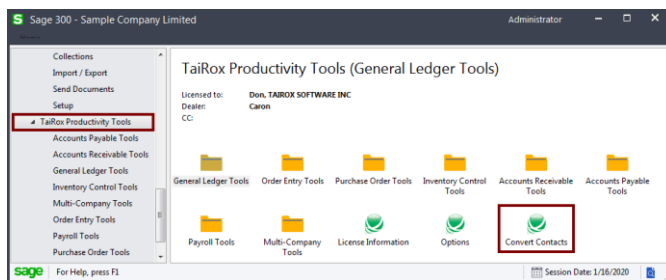 S Sage 300 - Sample Company Limited
Administrator
Collections
Import / Export
Send Documents
Setup
TaiRox Productivity Tools
Accounts Payable Tools
Accounts Receivable Tools
General Ledger Tools
Inventory Control Tools
Multi-Company Tools
Order Entry Tools
Payroll Tools
Purchase Order Tools
TaiRox Productivity Tools (General Ledger Tools)
Licensed to: Don, TAIROX SOFTWARE INC
Dealer: Caron
CC:
General Ledger Tools
Order Entry Tools
Purchase Order Tools
Inventory Control
Tools
Accounts Receivable
Tools
Accounts Payable
Tools
Payroll Tools
Multi-Company
Tools
License Information
Options
Convert Contacts
sage For Help, press F1
Session Date: 1/16/2020